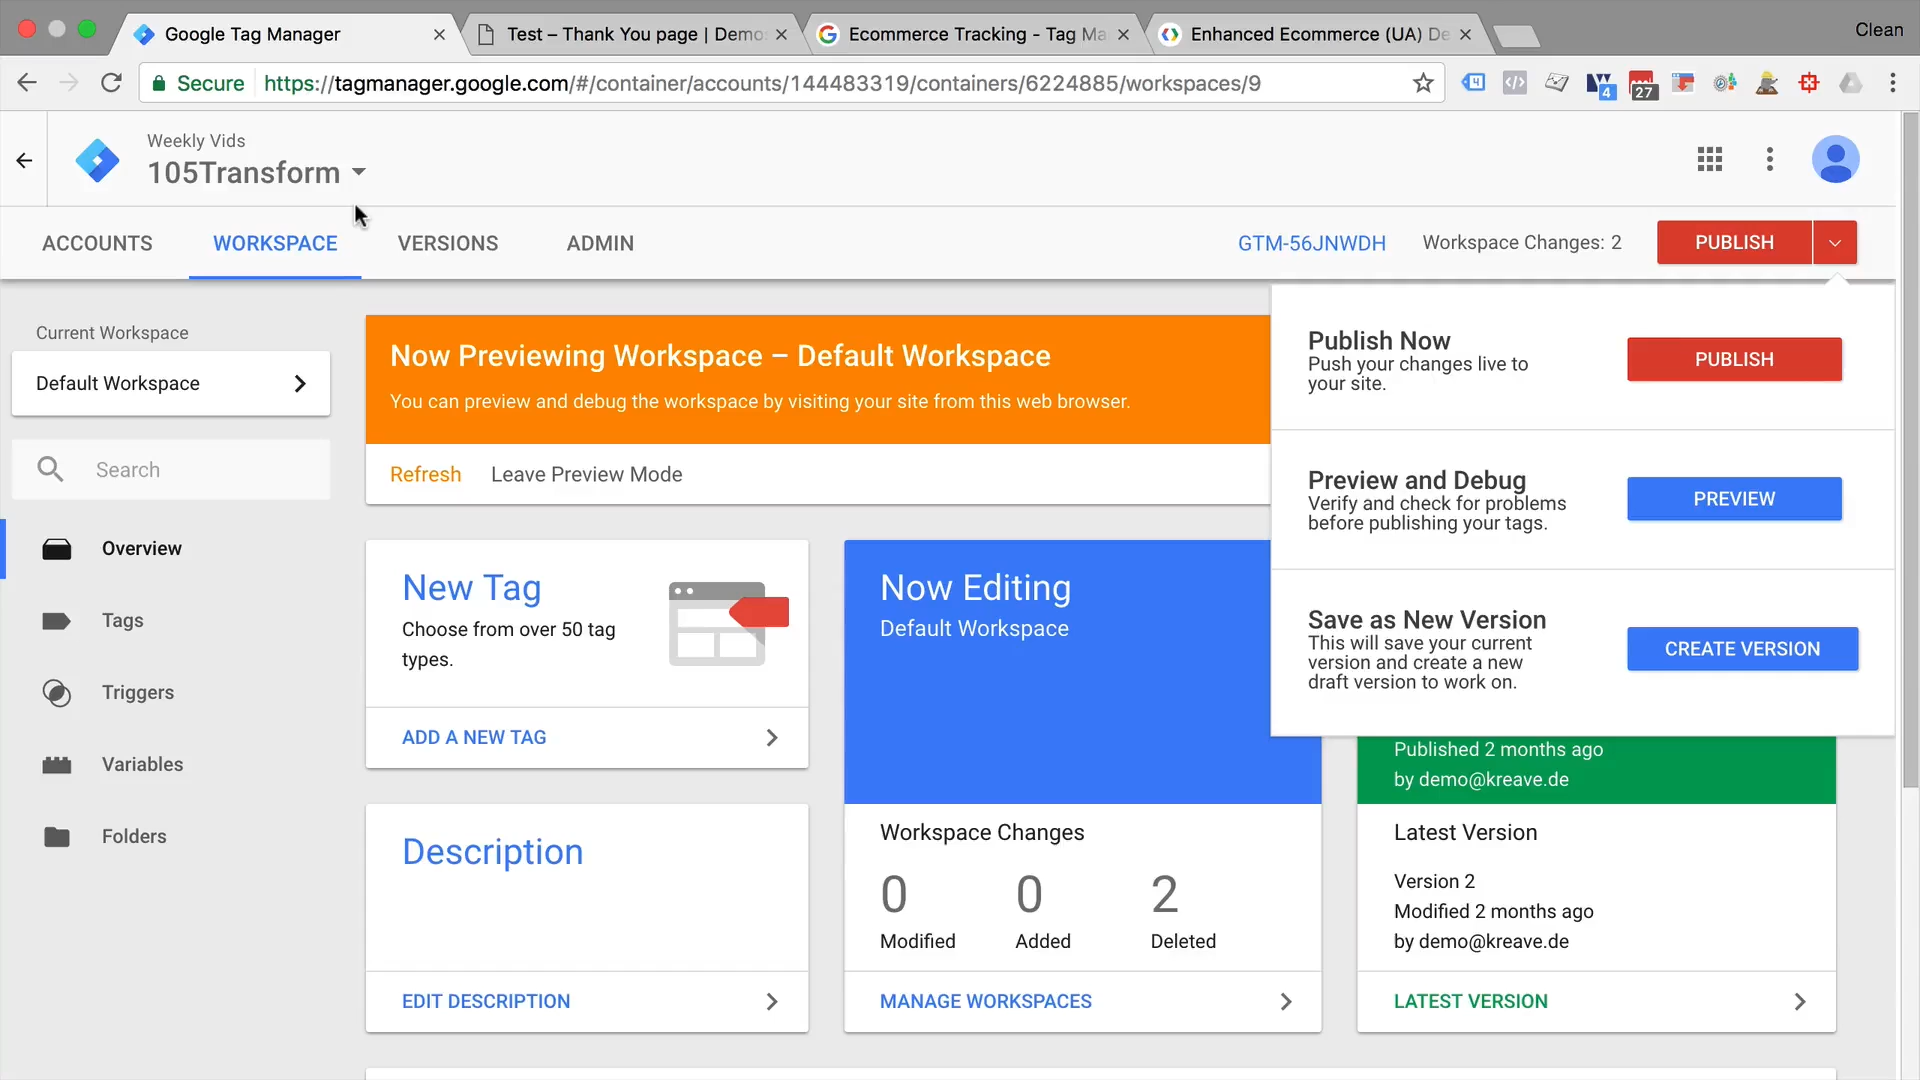 Google Tag Manager
Test – Thank You page | Demo
Ecommerce Tracking - Tag Ma
Enhanced Ecommerce (UA) De
Clean
Secure
https://tagmanager.google.com/#/container/accounts/144483319/containers/6224885/workspaces/9
4
27
Weekly Vids
105Transform
ACCOUNTS
WORKSPACE
VERSIONS
ADMIN
GTM-56JNWDH
Workspace Changes: 2
PUBLISH
Current Workspace
Default Workspace
Search
Overview
Tags
Triggers
Variables
Folders
Now Previewing Workspace – Default Workspace
You can preview and debug the workspace by visiting your site from this web browser.
Refresh
Leave Preview Mode
Publish Now
Push your changes live to
your site.
PUBLISH
Preview and Debug
Verify and check for problems
before publishing your tags.
PREVIEW
Save as New Version
This will save your current
version and create a new
draft version to work on.
CREATE VERSION
New Tag
Choose from over 50 tag
types.
ADD A NEW TAG
Now Editing
Default Workspace
Published 2 months ago
by demo@kreave.de
Description
EDIT DESCRIPTION
Workspace Changes
0
0
2
Modified
Added
Deleted
MANAGE WORKSPACES
Latest Version
Version 2
Modified 2 months ago
by demo@kreave.de
LATEST VERSION